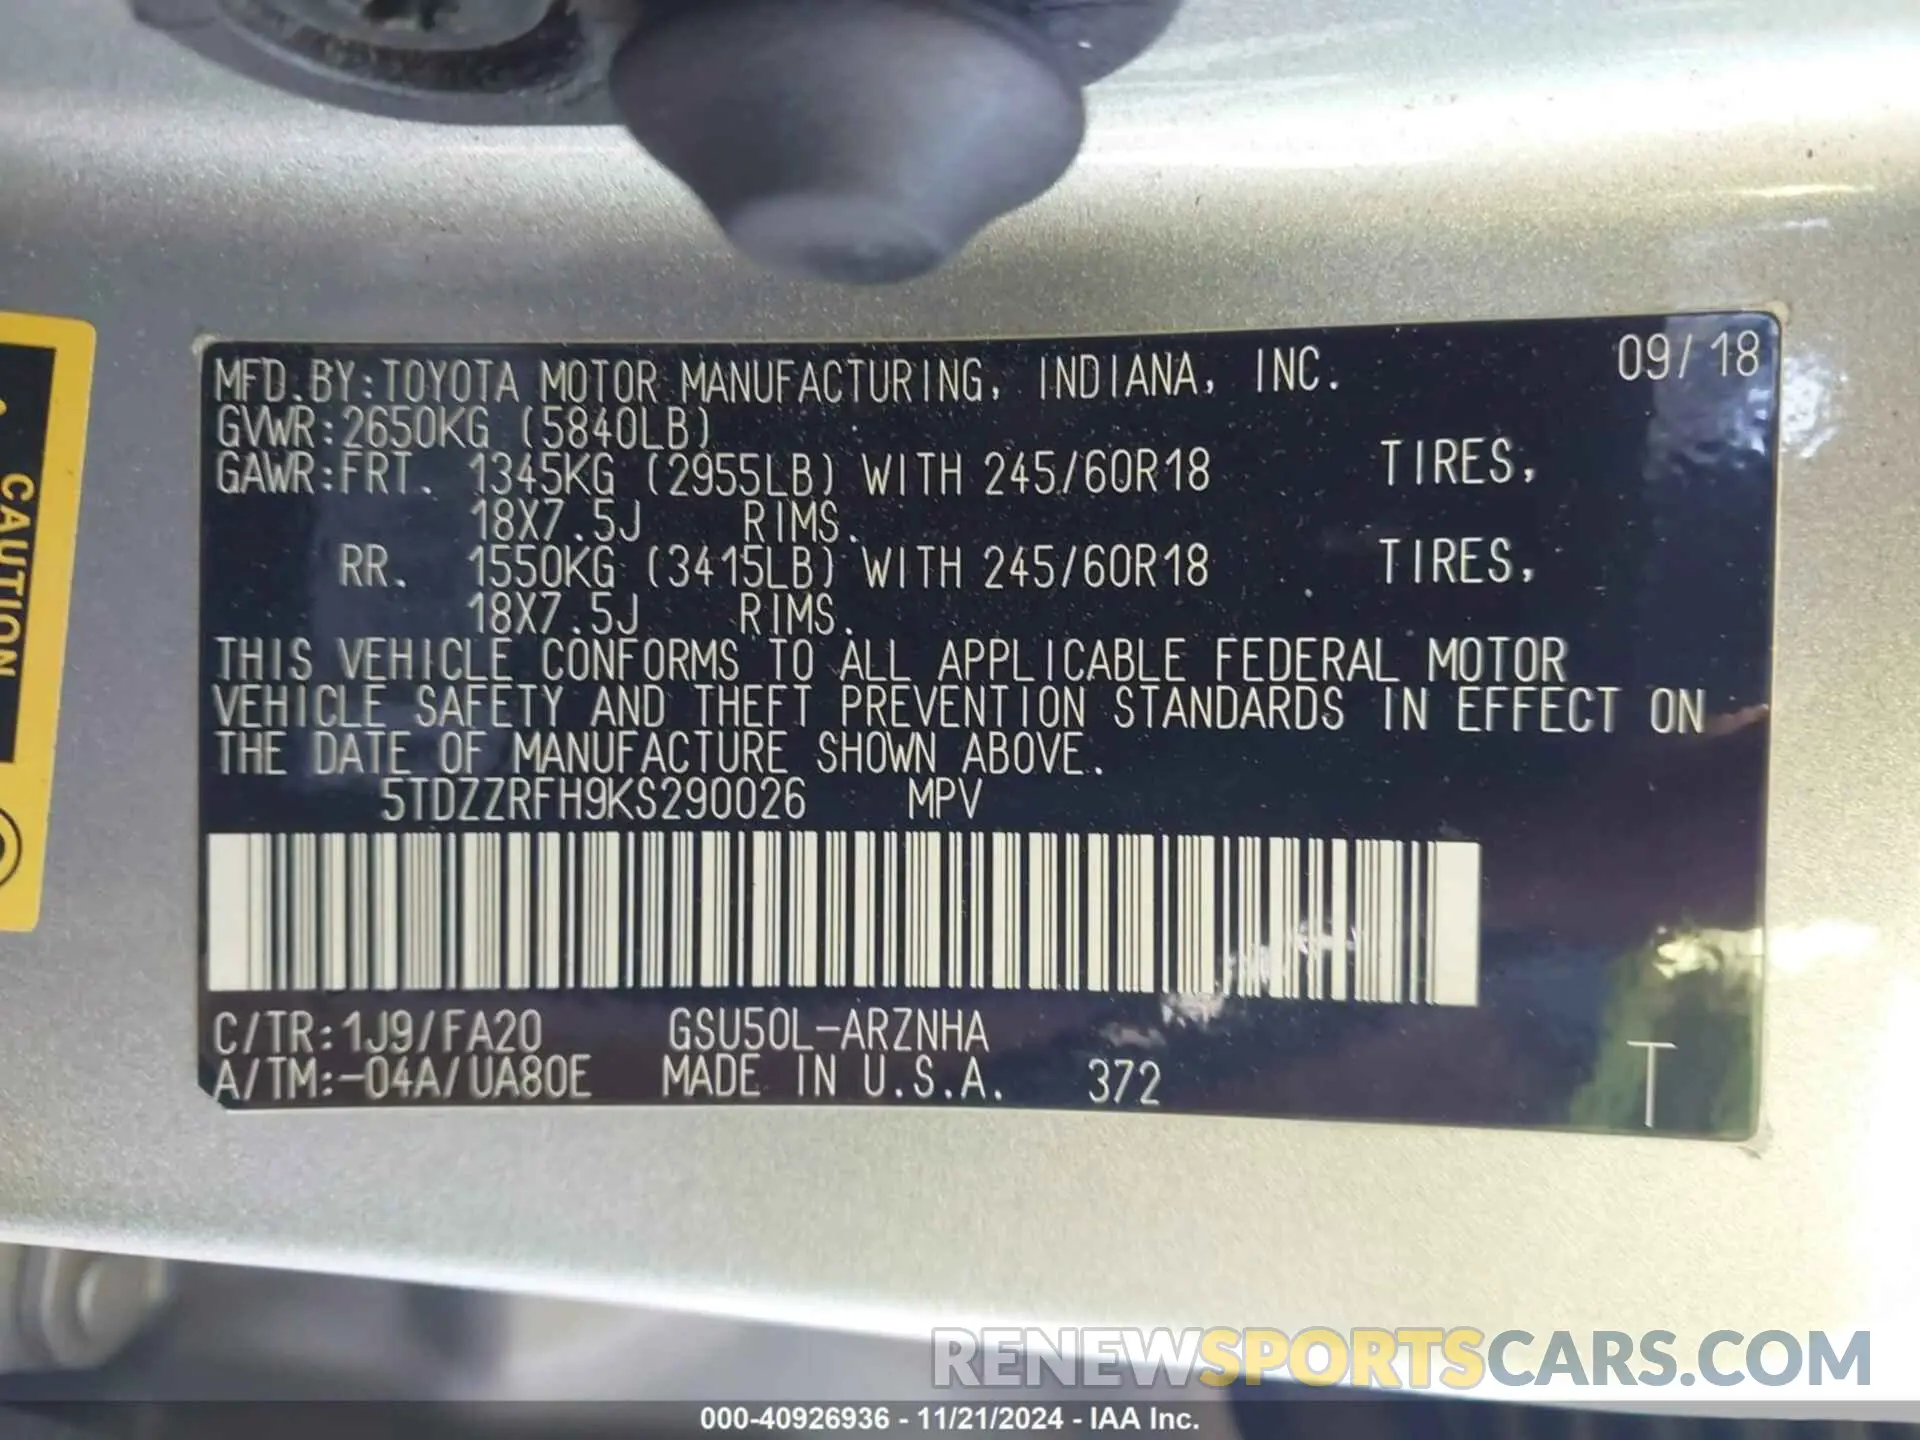 MFD.BY:TOYOTA MOTOR MANUFACTURING, INDIANA, INC. 09/18
GVWR:2650KG (5840LB)
GAWR:FRT. 1345KG (2955LB) WITH 245/60R18 TIRES,
18X7.5J RIMS.
RR. 1550KG (3415LB) WITH 245/60R18 TIRES,
18X7.5J RIMS.
THIS VEHICLE CONFORMS TO ALL APPLICABLE FEDERAL MOTOR
VEHICLE SAFETY AND THEFT PREVENTION STANDARDS IN EFFECT ON
THE DATE OF MANUFACTURE SHOWN ABOVE.
5TDZZRFH9KS290026 MPV
C/TR:1J9/FA20 GSU50L-ARZNHA
A/TM:-04A/UA80E MADE IN U.S.A. 372 T
CAUTION
RENEWSPORTSCARS.COM
000-40926936 - 11/21/2024 - IAA Inc.